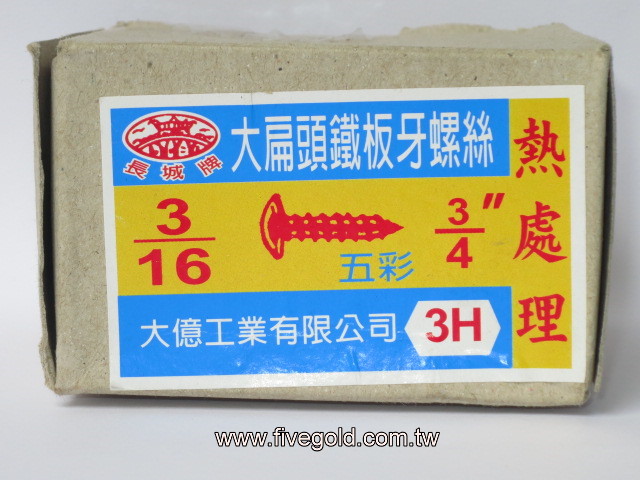 長城牌
大扁頭鐵板牙螺絲
3/16
五彩
3/4"
大億工業有限公司
3H
熱處理
www.fivegold.com.tw